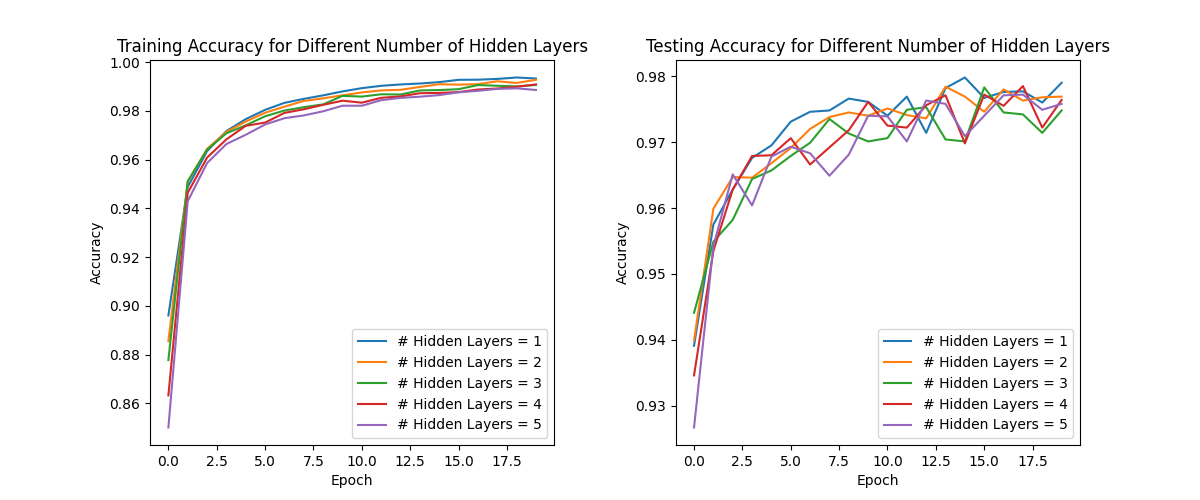 Training Accuracy for Different Number of Hidden Layers
1.00
0.98
0.96
0.94
0.92
0.90
0.88
0.86
Accuracy
0.0 2.5 5.0 7.5 10.0 12.5 15.0 17.5
Epoch
# Hidden Layers = 1
# Hidden Layers = 2
# Hidden Layers = 3
# Hidden Layers = 4
# Hidden Layers = 5
Testing Accuracy for Different Number of Hidden Layers
0.98
0.97
0.96
0.95
0.94
0.93
Accuracy
0.0 2.5 5.0 7.5 10.0 12.5 15.0 17.5
Epoch
# Hidden Layers = 1
# Hidden Layers = 2
# Hidden Layers = 3
# Hidden Layers = 4
# Hidden Layers = 5